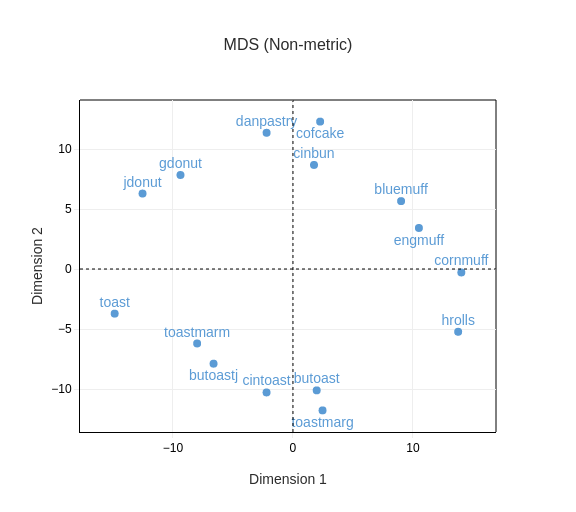 MDS (Non-metric)
danpastry
cofcake
cinbun
gdonut
jdonut
bluemuff
engmuff
cornmuff
toast
hrolls
toastmarm
butoastj
cintoast
butoast
toastmarg
10
5
0
−5
−10
−10
0
10
Dimension 2
Dimension 1